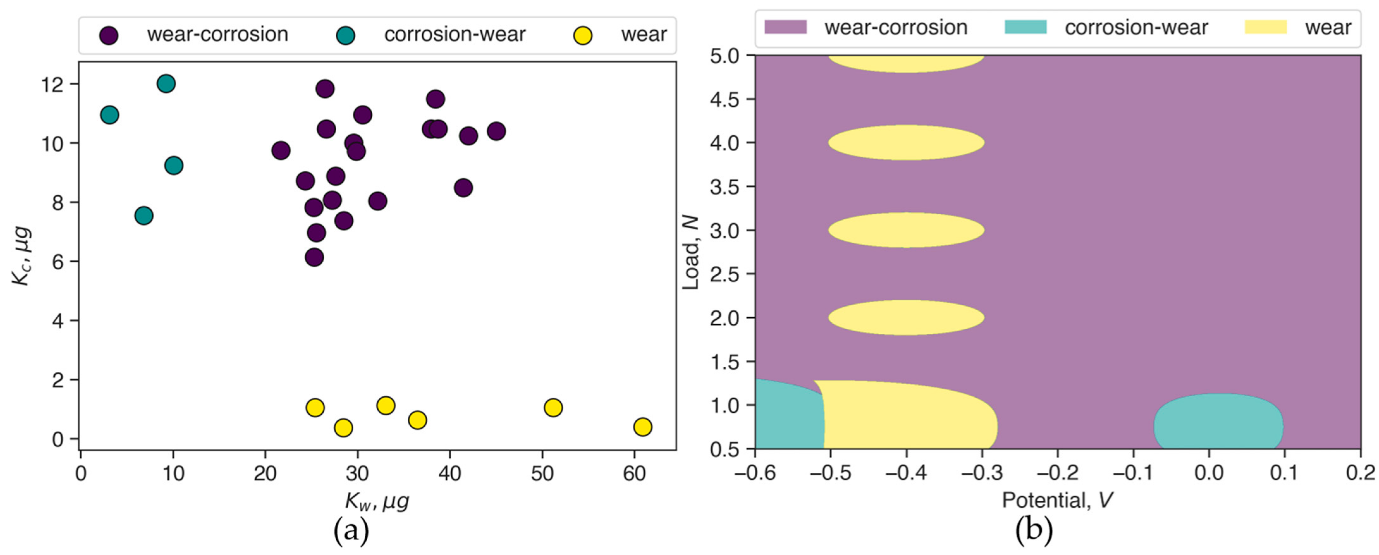 wear-corrosion corrosion-wear wear
12
10
8
6
4
2
0
Kc, μg
0 10 20 30 40 50 60
Kw, μg
(a)
wear-corrosion corrosion-wear wear
5.0
4.5
4.0
3.5
3.0
2.5
2.0
1.5
1.0
0.5
Load, N
−0.6 −0.5 −0.4 −0.3 −0.2 −0.1 0.0 0.1 0.2
Potential, V
(b)